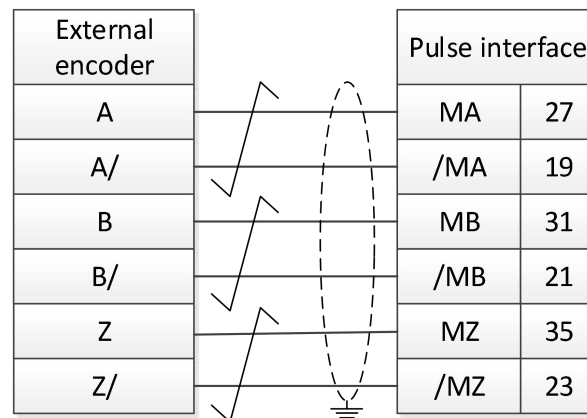 External
encoder
Pulse interface
A MA 27
A/ /MA 19
B MB 31
B/ /MB 21
Z MZ 35
Z/ /MZ 23